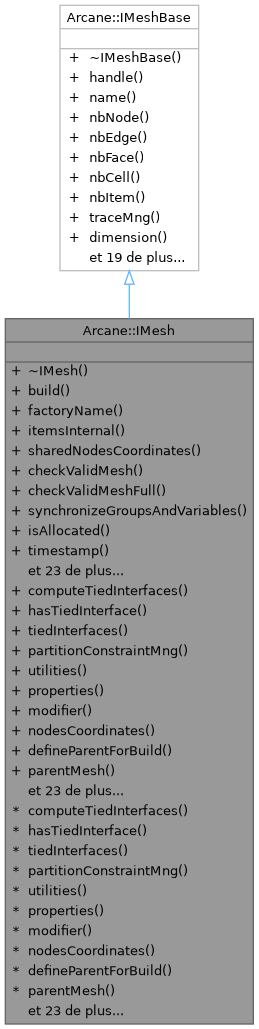 Arcane::IMeshBase
+ ~IMeshBase()
+ handle()
+ name()
+ nbNode()
+ nbEdge()
+ nbFace()
+ nbCell()
+ nbItem()
+ traceMng()
+ dimension()
et 19 de plus...
Arcane::IMesh
+ ~IMesh()
+ build()
+ factoryName()
+ itemsInternal()
+ sharedNodesCoordinates()
+ checkValidMesh()
+ checkValidMeshFull()
+ synchronizeGroupsAndVariables()
+ isAllocated()
+ timestamp()
et 23 de plus...
+ computeTiedInterfaces()
+ hasTiedInterface()
+ tiedInterfaces()
+ partitionConstraintMng()
+ utilities()
+ properties()
+ modifier()
+ nodesCoordinates()
+ defineParentForBuild()
+ parentMesh()
et 23 de plus...
* computeTiedInterfaces()
* hasTiedInterface()
* tiedInterfaces()
* partitionConstraintMng()
* utilities()
* properties()
* modifier()
* nodesCoordinates()
* defineParentForBuild()
* parentMesh()
et 23 de plus...